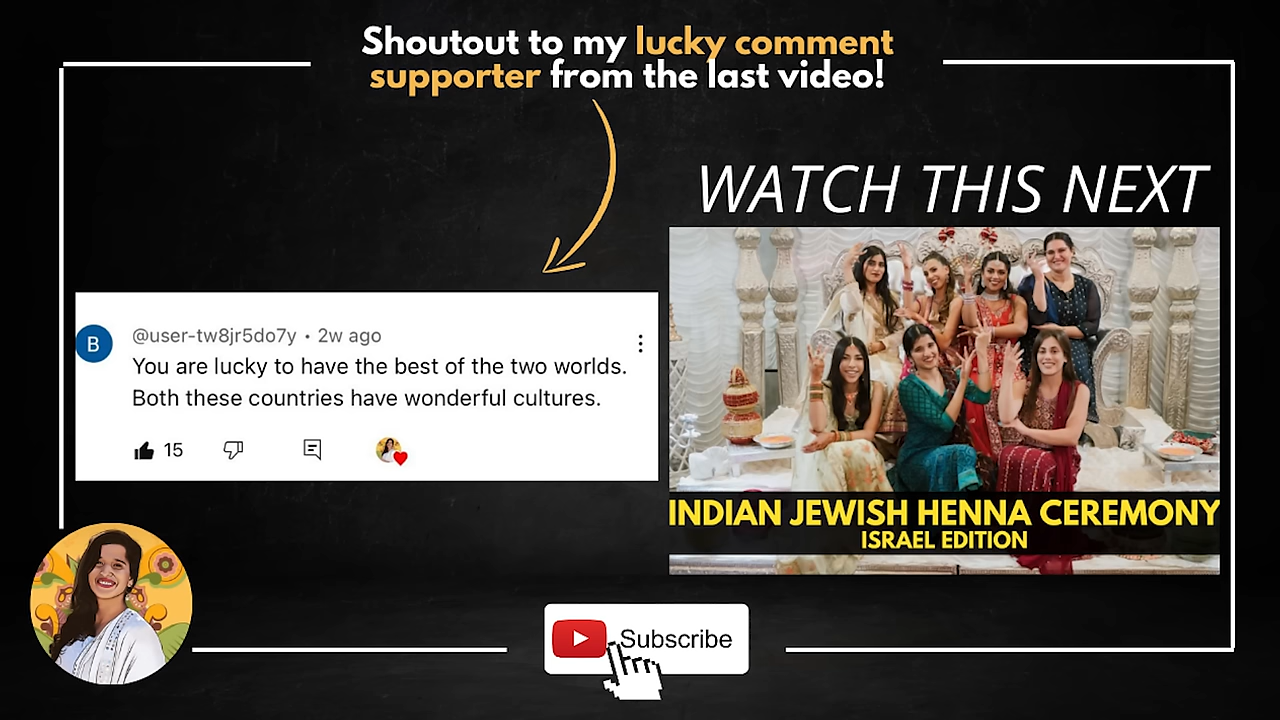 Shoutout to my lucky comment
supporter from the last video!
WATCH THIS NEXT
B
@user-tw8jr5do7y • 2w ago
You are lucky to have the best of the two worlds.
Both these countries have wonderful cultures.
15
INDIAN JEWISH HENNA CEREMONY
ISRAEL EDITION
Subscribe